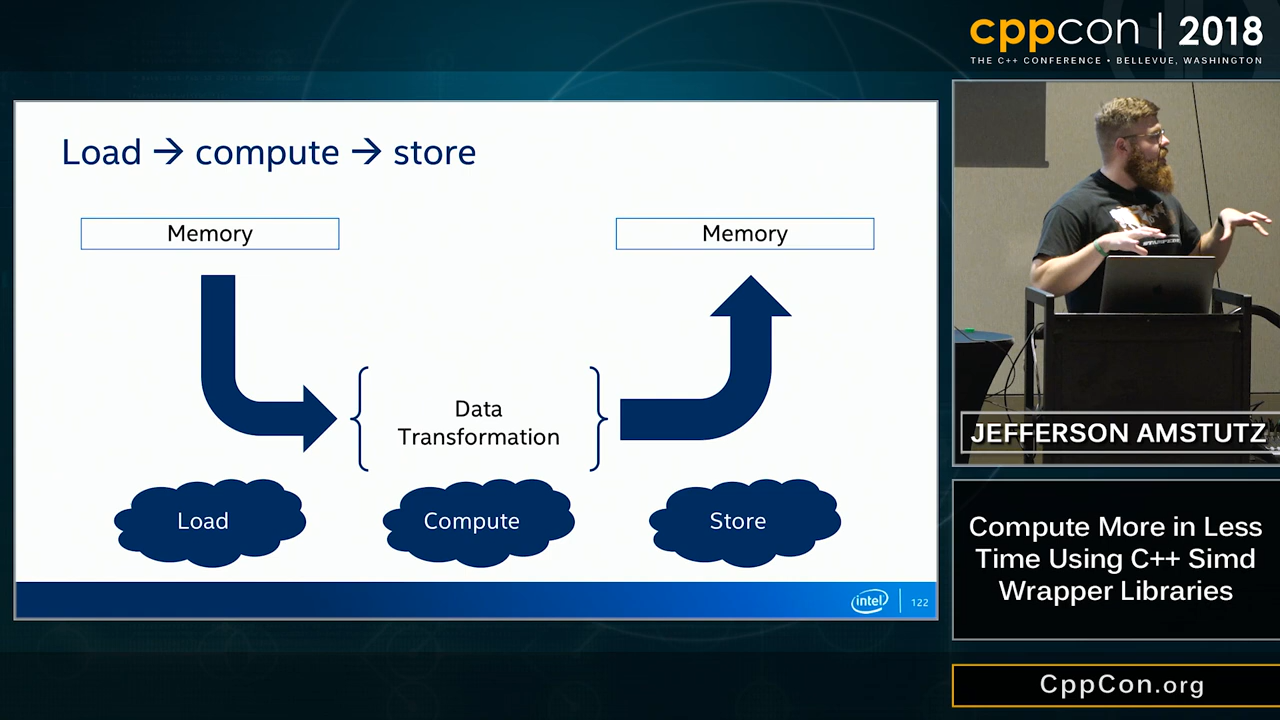 cppcon | 2018
THE C++ CONFERENCE • BELLEVUE, WASHINGTON
Load → compute → store
Memory
Memory
Data
Transformation
Load
Compute
Store
intel
122
JEFFERSON AMSTUTZ
Compute More in Less
Time Using C++ Simd
Wrapper Libraries
CppCon.org